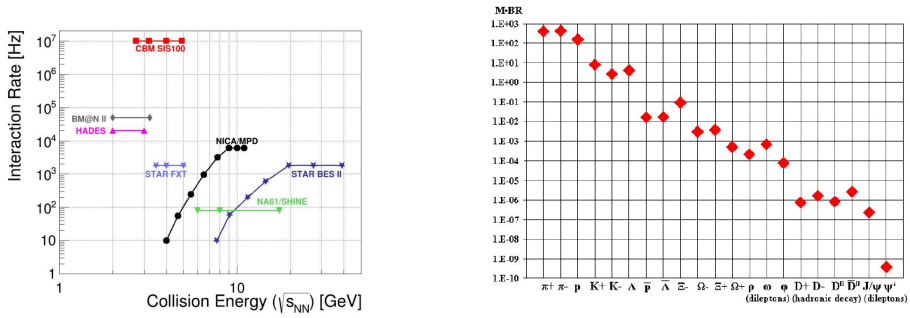 Interaction Rate [Hz]
10⁷
10⁶
10⁵
10⁴
10³
10²
10
1
CBM SIS100
BM@N II
HADES
NICA/MPD
STAR FXT
STAR BES II
NA61/SHINE
1
10
Collision Energy (√sNN) [GeV]
M·BR
1.E+03
1.E+02
1.E+01
1.E+00
1.E-01
1.E-02
1.E-03
1.E-04
1.E-05
1.E-06
1.E-07
1.E-08
1.E-09
1.E-10
π+ π- p K+ K- Λ p̅ Λ̅ Ξ- Ω- Ξ+ Ω+ ρ ω φ D+ D- J/ψ ψ'
(dileptons) (hadronic decay) (dileptons)